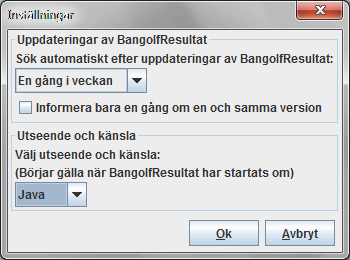 Inställningar
Uppdateringar av BangolfResultat
Sök automatiskt efter uppdateringar av BangolfResultat:
En gång i veckan
Informera bara en gång om en och samma version
Utseende och känsla
Välj utseende och känsla:
(Börjar gälla när BangolfResultat har startats om)
Java
Ok Avbryt